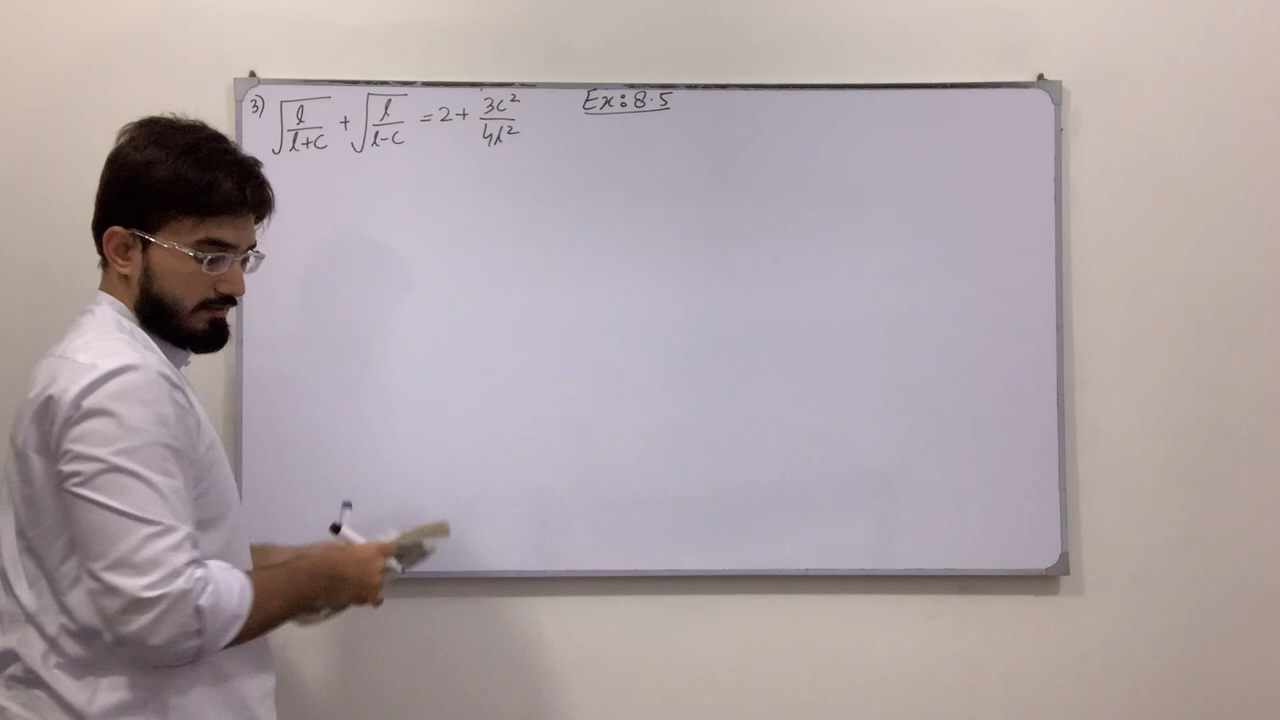 3) √(l/(l+c)) + √(l/(l-c)) = 2 + 3c²/4l²
Ex: 8.5